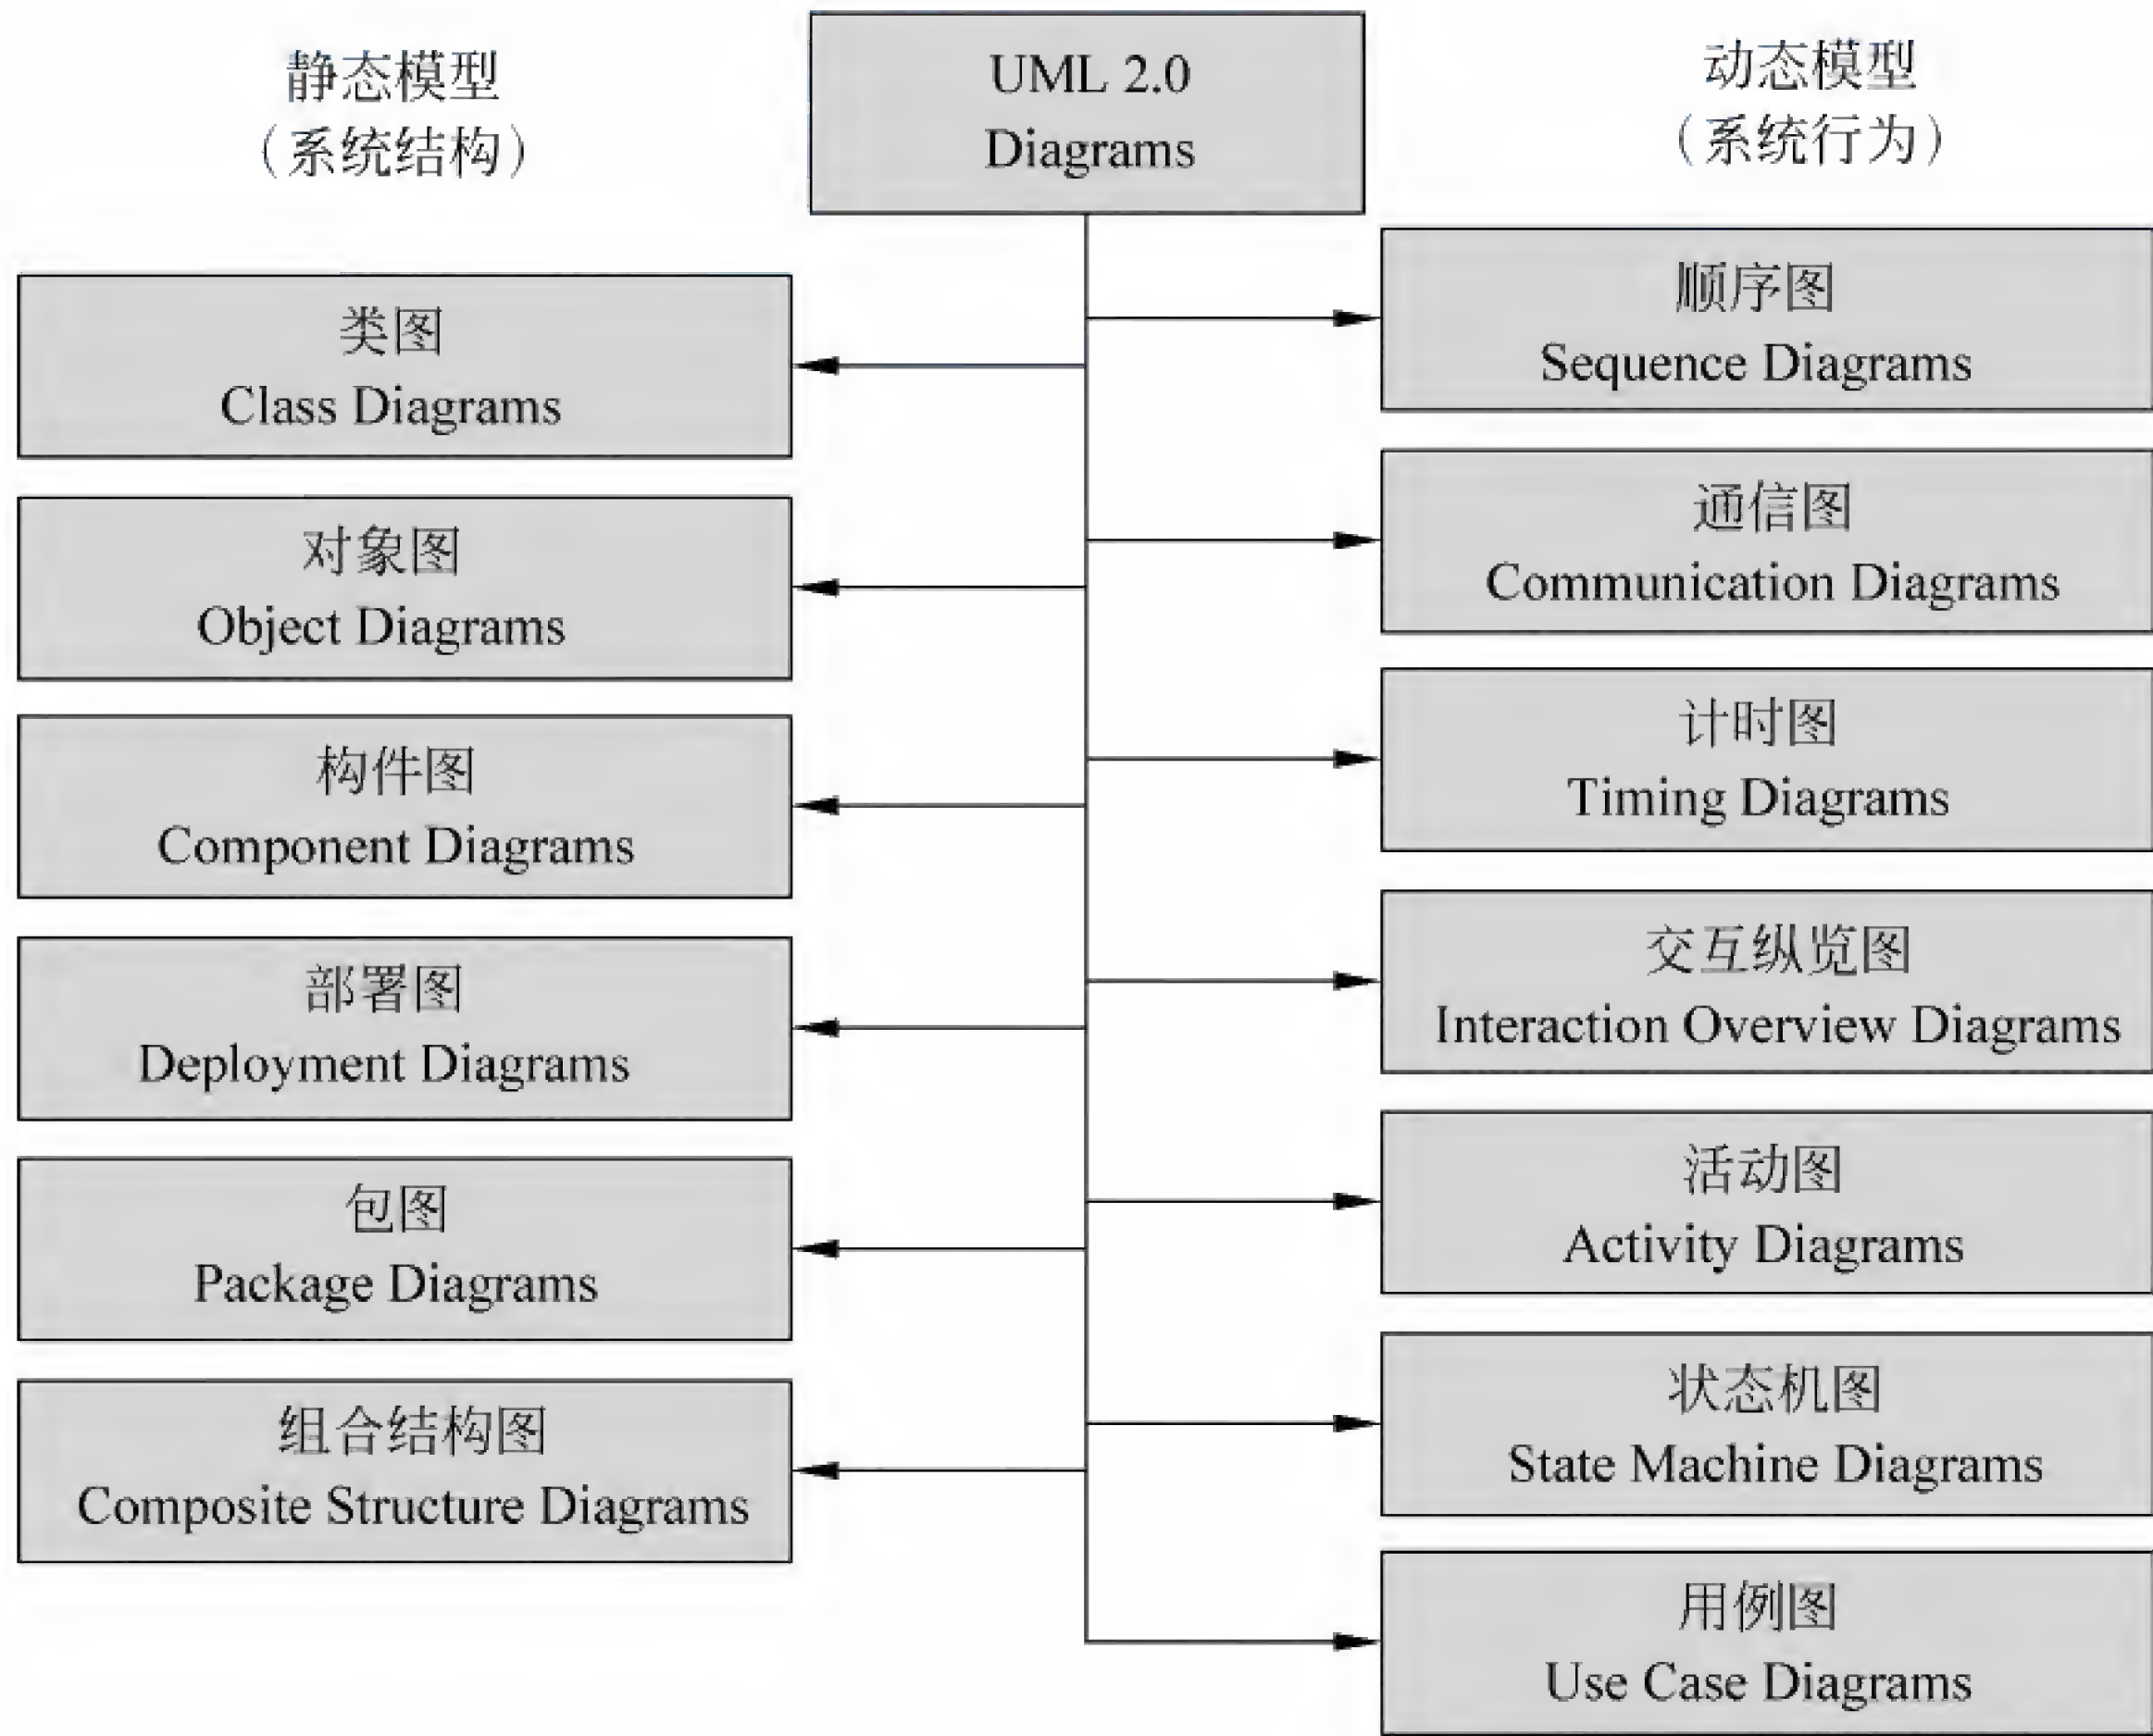 静态模型
（系统结构）
UML 2.0
Diagrams
动态模型
（系统行为）
类图
Class Diagrams
对象图
Object Diagrams
构件图
Component Diagrams
部署图
Deployment Diagrams
包图
Package Diagrams
组合结构图
Composite Structure Diagrams
顺序图
Sequence Diagrams
通信图
Communication Diagrams
计时图
Timing Diagrams
交互纵览图
Interaction Overview Diagrams
活动图
Activity Diagrams
状态机图
State Machine Diagrams
用例图
Use Case Diagrams